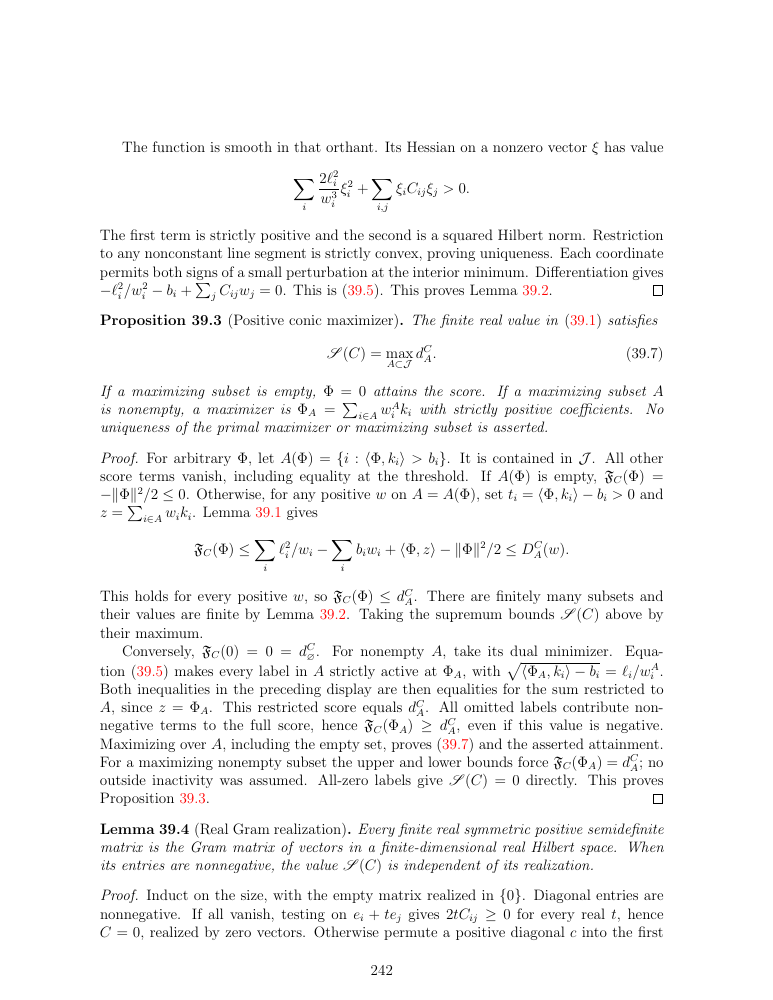 The function is smooth in that orthant. Its Hessian on a nonzero vector ξ has value
∑_i 2ℓ_i^2/w_i^3 ξ_i^2 + ∑_{i,j} ξ_i C_{ij} ξ_j > 0.
The first term is strictly positive and the second is a squared Hilbert norm. Restriction
to any nonconstant line segment is strictly convex, proving uniqueness. Each coordinate
permits both signs of a small perturbation at the interior minimum. Differentiation gives
−ℓ_i^2/w_i^2 − b_i + ∑_j C_{ij}w_j = 0. This is (39.5). This proves Lemma 39.2. □
Proposition 39.3 (Positive conic maximizer). The finite real value in (39.1) satisfies
𝒮(C) = max_{A⊂𝒥} d_A^C. (39.7)
If a maximizing subset is empty, Φ = 0 attains the score. If a maximizing subset A
is nonempty, a maximizer is Φ_A = ∑_{i∈A} w_i^A k_i with strictly positive coefficients. No
uniqueness of the primal maximizer or maximizing subset is asserted.
Proof. For arbitrary Φ, let A(Φ) = {i : ⟨Φ, k_i⟩ > b_i}. It is contained in 𝒥. All other
score terms vanish, including equality at the threshold. If A(Φ) is empty, 𝔉_C(Φ) =
−‖Φ‖²/2 ≤ 0. Otherwise, for any positive w on A = A(Φ), set t_i = ⟨Φ, k_i⟩ − b_i > 0 and
z = ∑_{i∈A} w_i k_i. Lemma 39.1 gives
𝔉_C(Φ) ≤ ∑_i ℓ_i^2/w_i − ∑_i b_i w_i + ⟨Φ, z⟩ − ‖Φ‖²/2 ≤ D_A^C(w).
This holds for every positive w, so 𝔉_C(Φ) ≤ d_A^C. There are finitely many subsets and
their values are finite by Lemma 39.2. Taking the supremum bounds 𝒮(C) above by
their maximum.
Conversely, 𝔉_C(0) = 0 = d_∅^C. For nonempty A, take its dual minimizer. Equa-
tion (39.5) makes every label in A strictly active at Φ_A, with √(⟨Φ_A, k_i⟩ − b_i) = ℓ_i/w_i^A.
Both inequalities in the preceding display are then equalities for the sum restricted to
A, since z = Φ_A. This restricted score equals d_A^C. All omitted labels contribute non-
negative terms to the full score, hence 𝔉_C(Φ_A) ≥ d_A^C, even if this value is negative.
Maximizing over A, including the empty set, proves (39.7) and the asserted attainment.
For a maximizing nonempty subset the upper and lower bounds force 𝔉_C(Φ_A) = d_A^C; no
outside inactivity was assumed. All-zero labels give 𝒮(C) = 0 directly. This proves
Proposition 39.3. □
Lemma 39.4 (Real Gram realization). Every finite real symmetric positive semidefinite
matrix is the Gram matrix of vectors in a finite-dimensional real Hilbert space. When
its entries are nonnegative, the value 𝒮(C) is independent of its realization.
Proof. Induct on the size, with the empty matrix realized in {0}. Diagonal entries are
nonnegative. If all vanish, testing on e_i + te_j gives 2tC_{ij} ≥ 0 for every real t, hence
C = 0, realized by zero vectors. Otherwise permute a positive diagonal c into the first
242